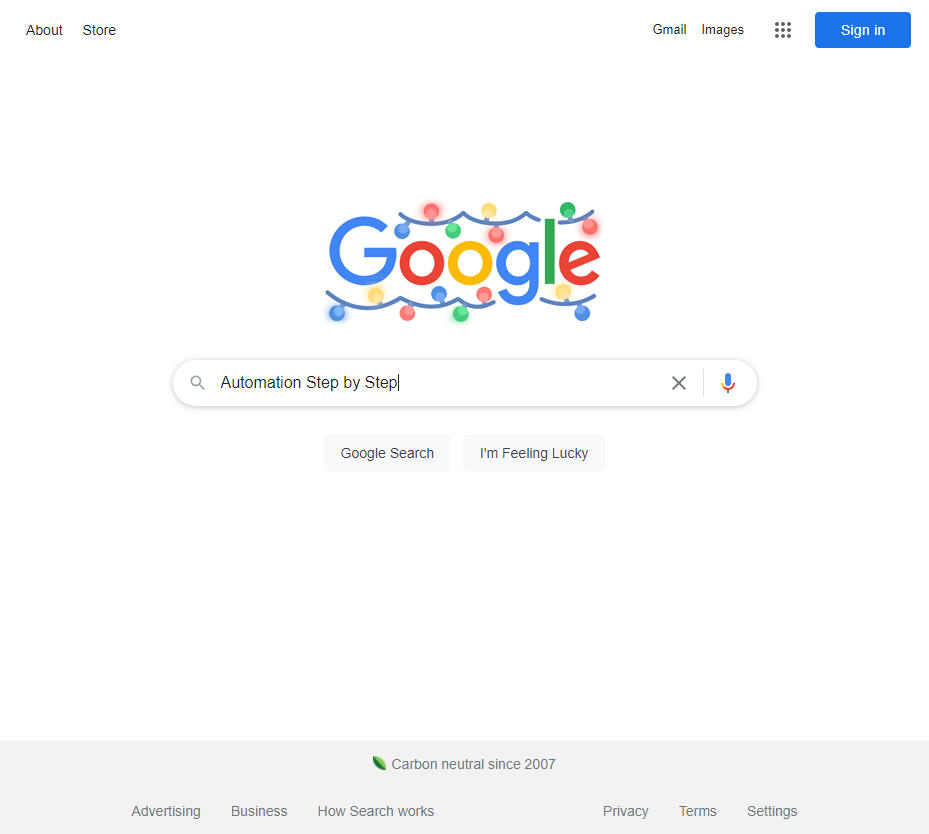 About Store Gmail Images Sign in
Google
Automation Step by Step
Google Search I'm Feeling Lucky
Carbon neutral since 2007
Advertising Business How Search works Privacy Terms Settings